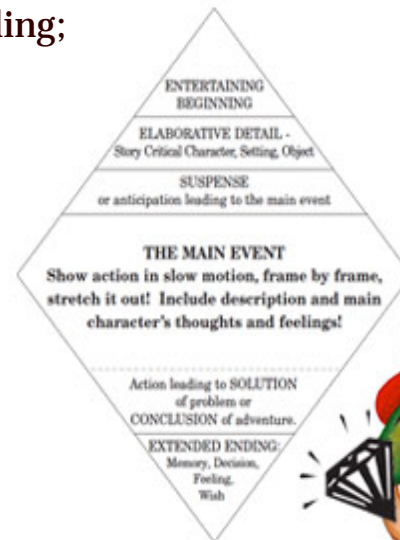 ling;
ENTERTAINING
BEGINNING
ELABORATIVE DETAIL -
Story Critical Character, Setting, Object
SUSPENSE
or anticipation leading to the main event
THE MAIN EVENT
Show action in slow motion, frame by frame,
stretch it out! Include description and main
character's thoughts and feelings!
Action leading to SOLUTION
of problem or
CONCLUSION of adventure.
EXTENDED ENDING:
Memory, Decision,
Feeling,
Wish